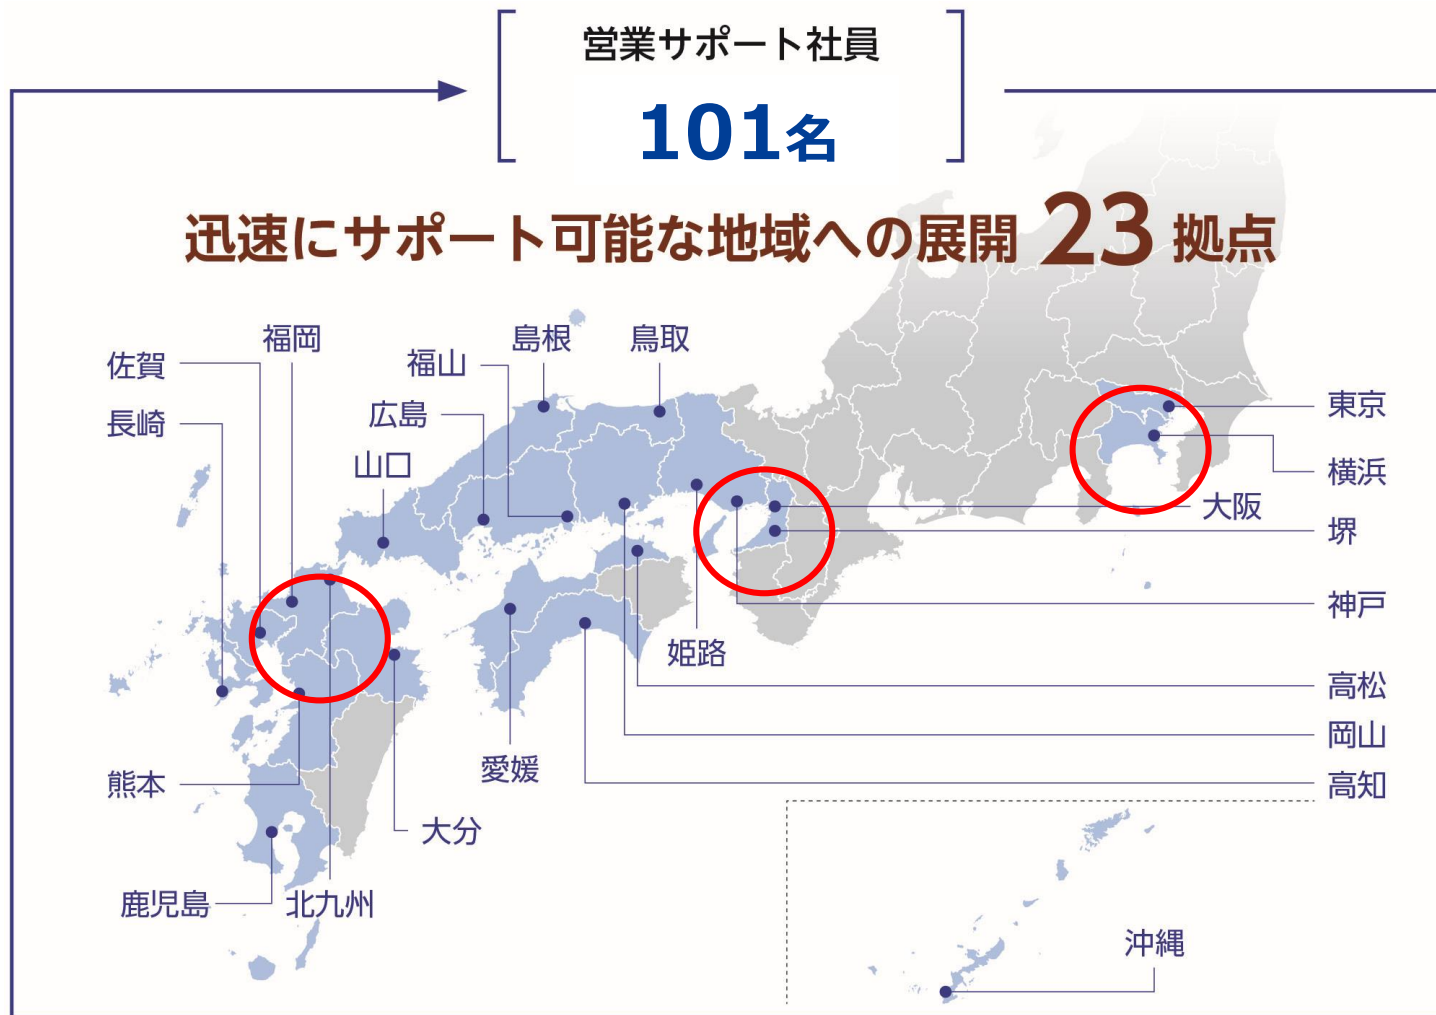 営業サポート社員
101名
迅速にサポート可能な地域への展開 23 拠点
福岡
島根
鳥取
佐賀
福山
長崎
広島
山口
東京
横浜
大阪
堺
神戸
姫路
高松
岡山
愛媛
高知
熊本
大分
鹿児島
北九州
沖縄